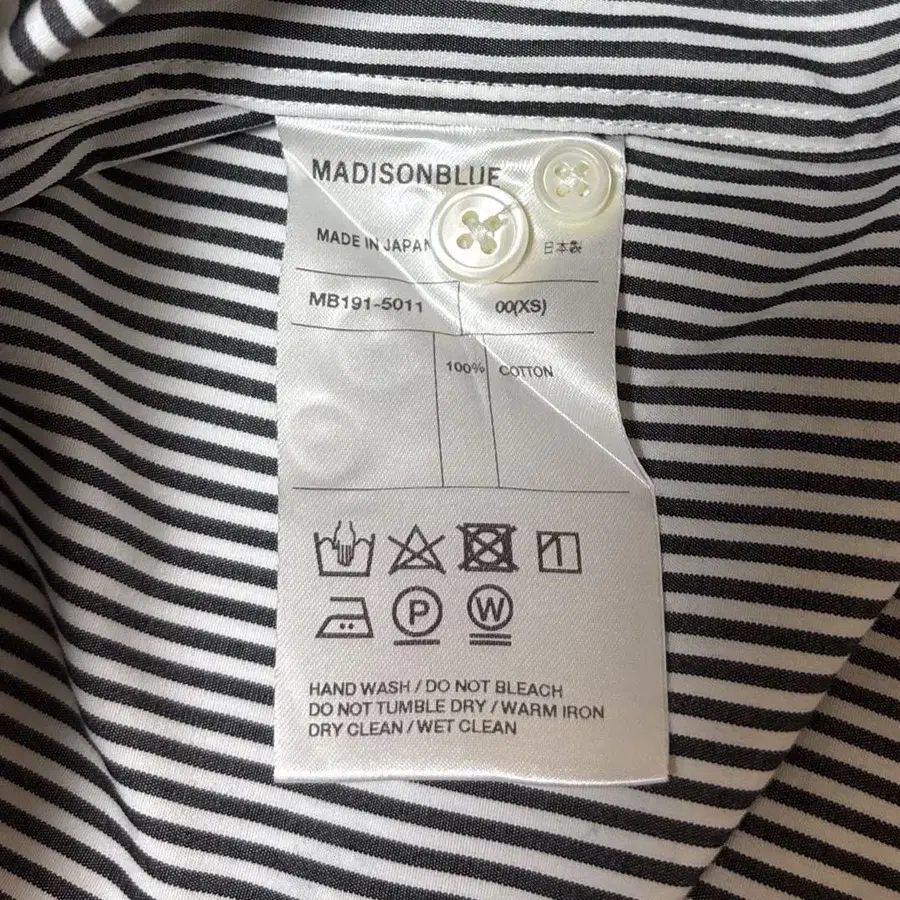 MADISONBLUE
MADE IN JAPAN 日本製
MB191-5011 00(XS)
100% COTTON
P W
HAND WASH / DO NOT BLEACH
DO NOT TUMBLE DRY / WARM IRON
DRY CLEAN / WET CLEAN